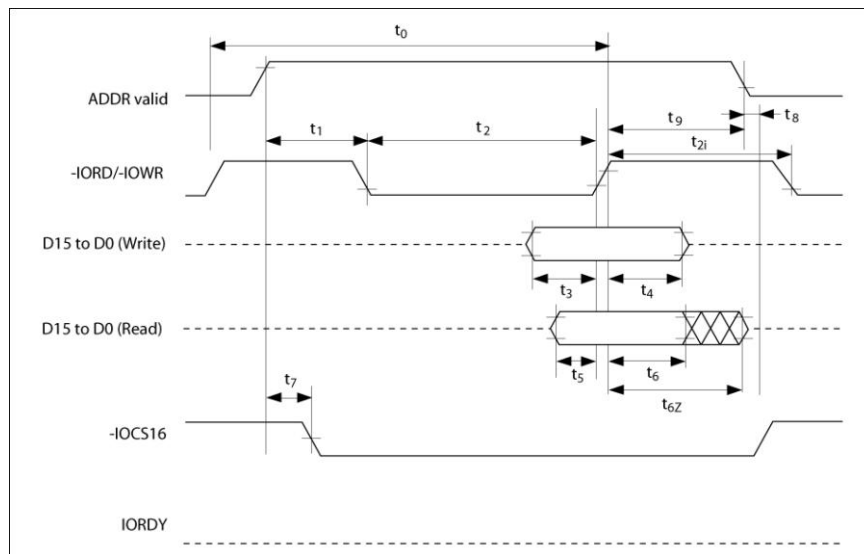 t0
ADDR valid
t9
t8
t1
t2
t2i
-IORD/-IOWR
D15 to D0 (Write)
t3
t4
D15 to D0 (Read)
t5
t6
t7
t6Z
-IOCS16
IORDY